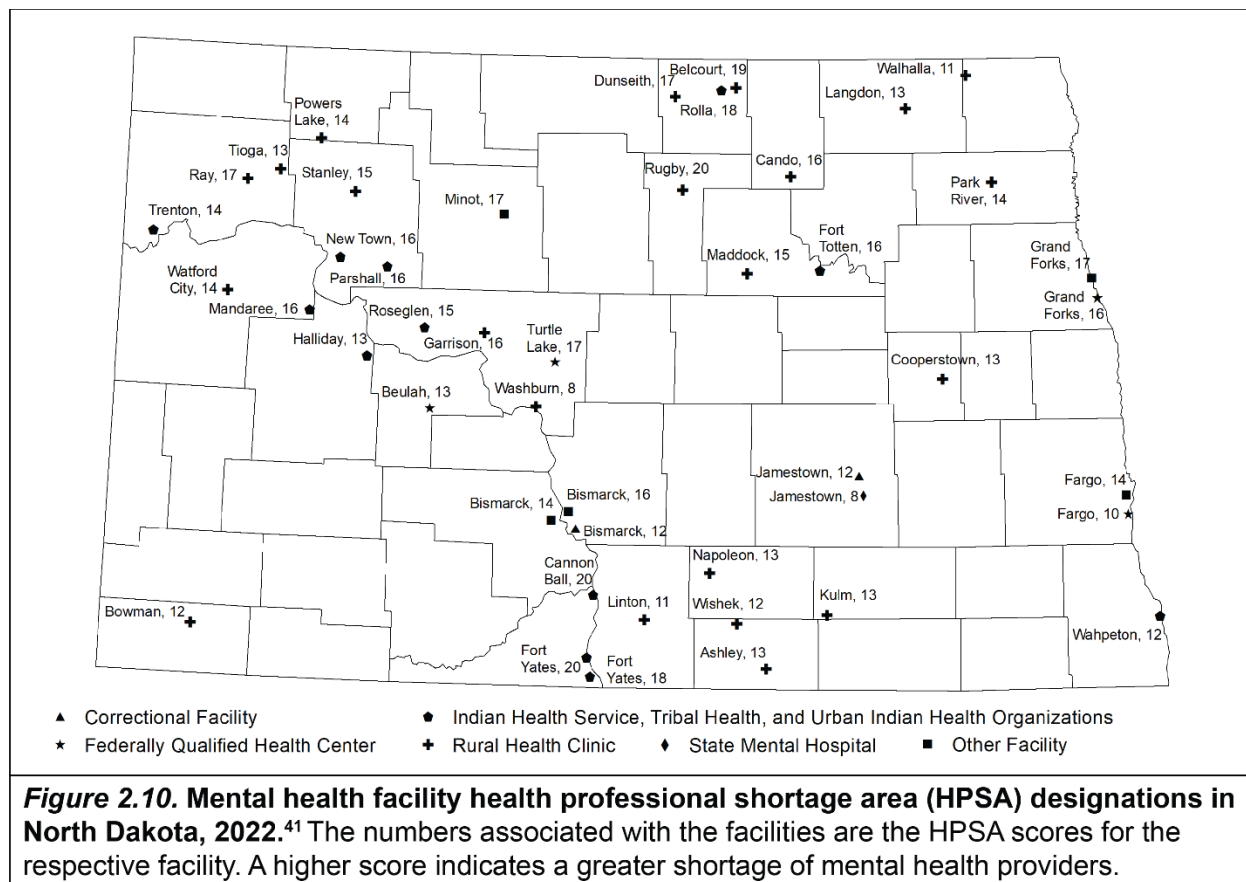 Dunseith, 17
Belcourt, 19
Rolla, 18
Walhalla, 11
Langdon, 13
Powers
Lake, 14
Tioga, 13
Ray, 17
Stanley, 15
Trenton, 14
Minot, 17
Rugby, 20
Cando, 16
Park
River, 14
New Town, 16
Parshall, 16
Maddock, 15
Fort
Totten, 16
Grand
Forks, 17
Grand
Forks, 16
Watford
City, 14
Mandaree, 16
Roseglen, 15
Garrison, 16
Turtle
Lake, 17
Halliday, 13
Beulah, 13
Washburn, 8
Cooperstown, 13
Jamestown, 12
Jamestown, 8
Fargo, 14
Fargo, 10
Bismarck, 14
Bismarck, 16
Bismarck, 12
Cannon
Ball, 20
Napoleon, 13
Linton, 11
Wishek, 12
Kulm, 13
Ashley, 13
Wahpeton, 12
Bowman, 12
Fort
Yates, 20
Fort
Yates, 18
Correctional Facility
Indian Health Service, Tribal Health, and Urban Indian Health Organizations
Federally Qualified Health Center
Rural Health Clinic
State Mental Hospital
Other Facility
Figure 2.10. Mental health facility health professional shortage area (HPSA) designations in
North Dakota, 2022.⁴¹ The numbers associated with the facilities are the HPSA scores for the
respective facility. A higher score indicates a greater shortage of mental health providers.